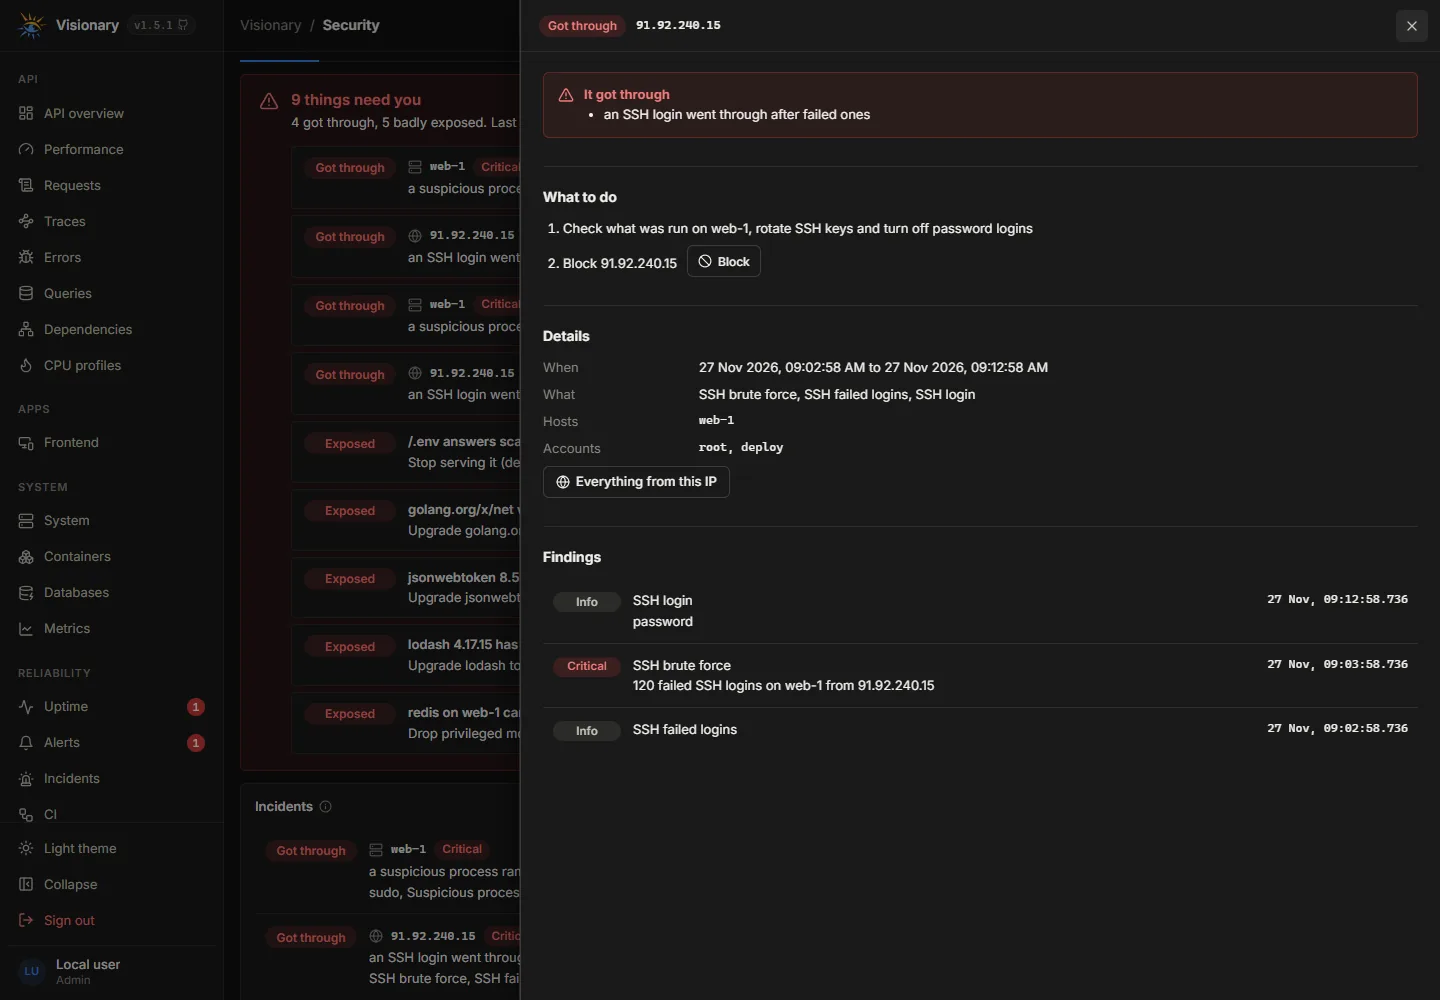 Visionary
v1.5.1
API
API overview
Performance
Requests
Traces
Errors
Queries
Dependencies
CPU profiles
APPS
Frontend
SYSTEM
System
Containers
Databases
Metrics
RELIABILITY
Uptime
1
Alerts
1
Incidents
CI
Light theme
Collapse
Sign out
LU
Local user
Admin
Visionary / Security
9 things need you
4 got through, 5 badly exposed. Last
Got through web-1 Critical
a suspicious proce
Got through 91.92.240.15
an SSH login went
Got through web-1 Critical
a suspicious proce
Got through 91.92.240.15
an SSH login went
Exposed /.env answers sca
Stop serving it (de
Exposed golang.org/x/net
Upgrade golang.o
Exposed jsonwebtoken 8.5
Upgrade jsonwebt
Exposed lodash 4.17.15 has
Upgrade lodash to
Exposed redis on web-1 ca
Drop privileged mo
Incidents
Got through web-1 Critical
a suspicious process ran
sudo, Suspicious proces
Got through 91.92.240.15 Critic
an SSH login went throug
SSH brute force, SSH fai
Got through 91.92.240.15
It got through
• an SSH login went through after failed ones
What to do
1. Check what was run on web-1, rotate SSH keys and turn off password logins
2. Block 91.92.240.15 Block
Details
When 27 Nov 2026, 09:02:58 AM to 27 Nov 2026, 09:12:58 AM
What SSH brute force, SSH failed logins, SSH login
Hosts web-1
Accounts root, deploy
Everything from this IP
Findings
Info SSH login 27 Nov, 09:12:58.736
password
Critical SSH brute force 27 Nov, 09:03:58.736
120 failed SSH logins on web-1 from 91.92.240.15
Info SSH failed logins 27 Nov, 09:02:58.736